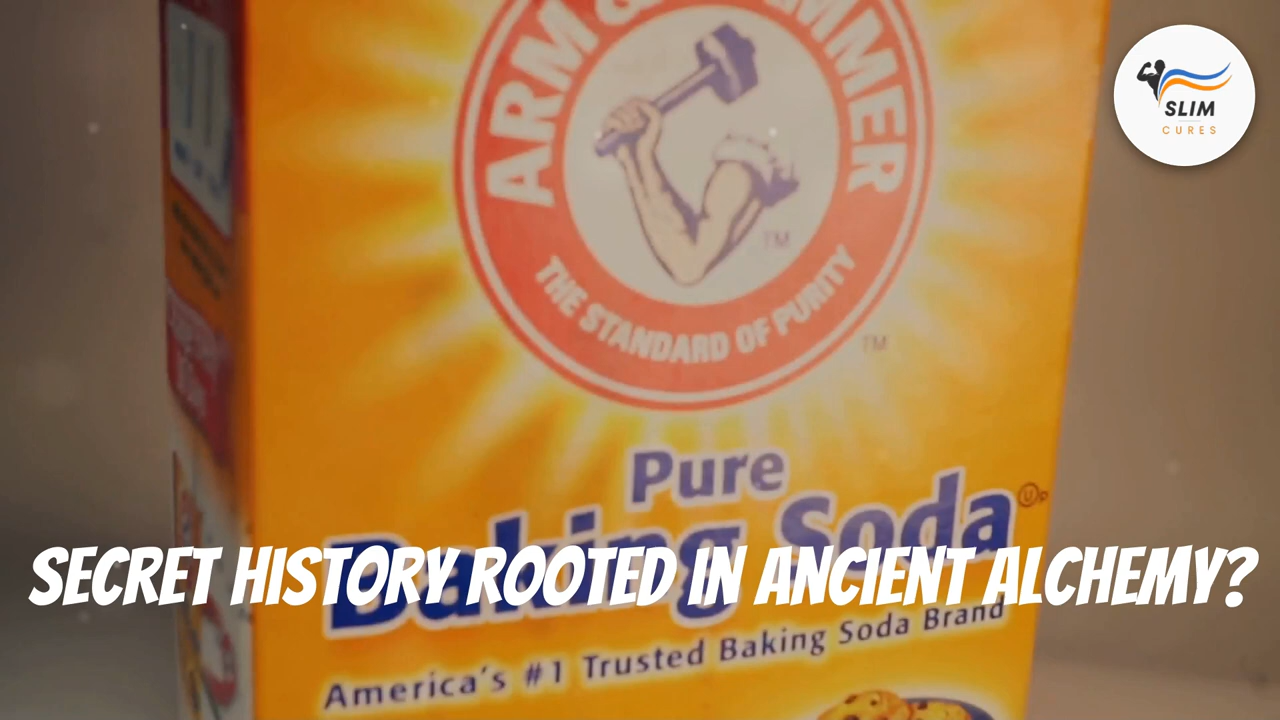 ARM & HAMMER
THE STANDARD OF PURITY
TM
TM
SLIM
CURES
Pure
Baking Soda
SECRET HISTORY ROOTED IN ANCIENT ALCHEMY?
America's #1 Trusted Baking Soda Brand